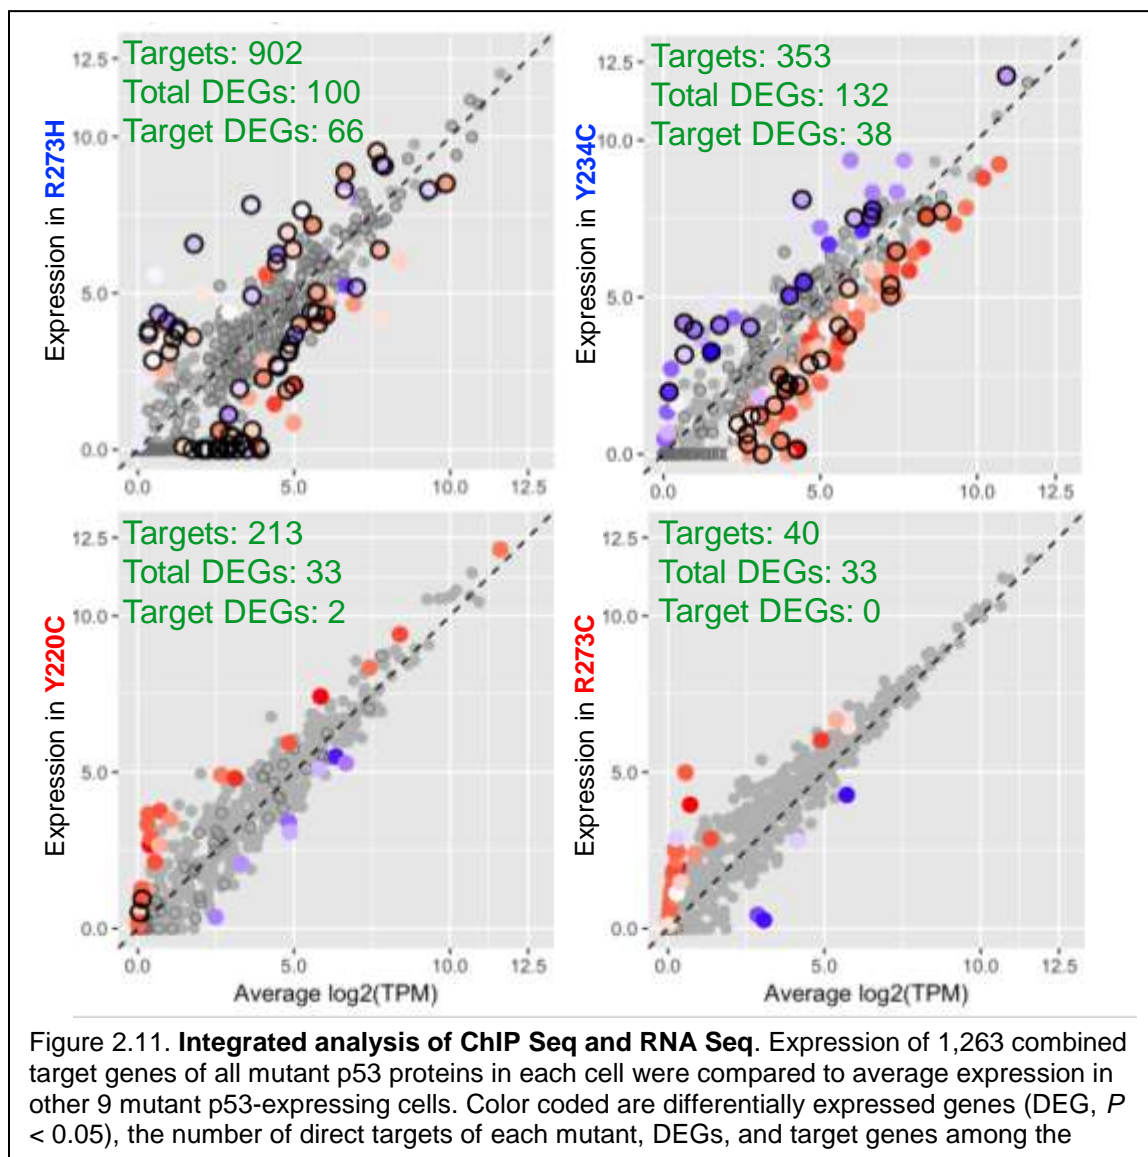 Targets: 902
Total DEGs: 100
Target DEGs: 66
12.5
10.0
5.0
0.0
Expression in R273H
0.0
5.0
10.0
12.5
Targets: 353
Total DEGs: 132
Target DEGs: 38
12.5
10.0
5.0
0.0
Expression in Y234C
0.0
5.0
10.0
12.5
Targets: 213
Total DEGs: 33
Target DEGs: 2
12.5
10.0
5.0
0.0
Expression in Y220C
0.0
5.0
10.0
12.5
Average log2(TPM)
Targets: 40
Total DEGs: 33
Target DEGs: 0
12.5
10.0
5.0
0.0
Expression in R273C
0.0
5.0
10.0
12.5
Average log2(TPM)
Figure 2.11. Integrated analysis of ChIP Seq and RNA Seq. Expression of 1,263 combined
target genes of all mutant p53 proteins in each cell were compared to average expression in
other 9 mutant p53-expressing cells. Color coded are differentially expressed genes (DEG, P
< 0.05), the number of direct targets of each mutant, DEGs, and target genes among the